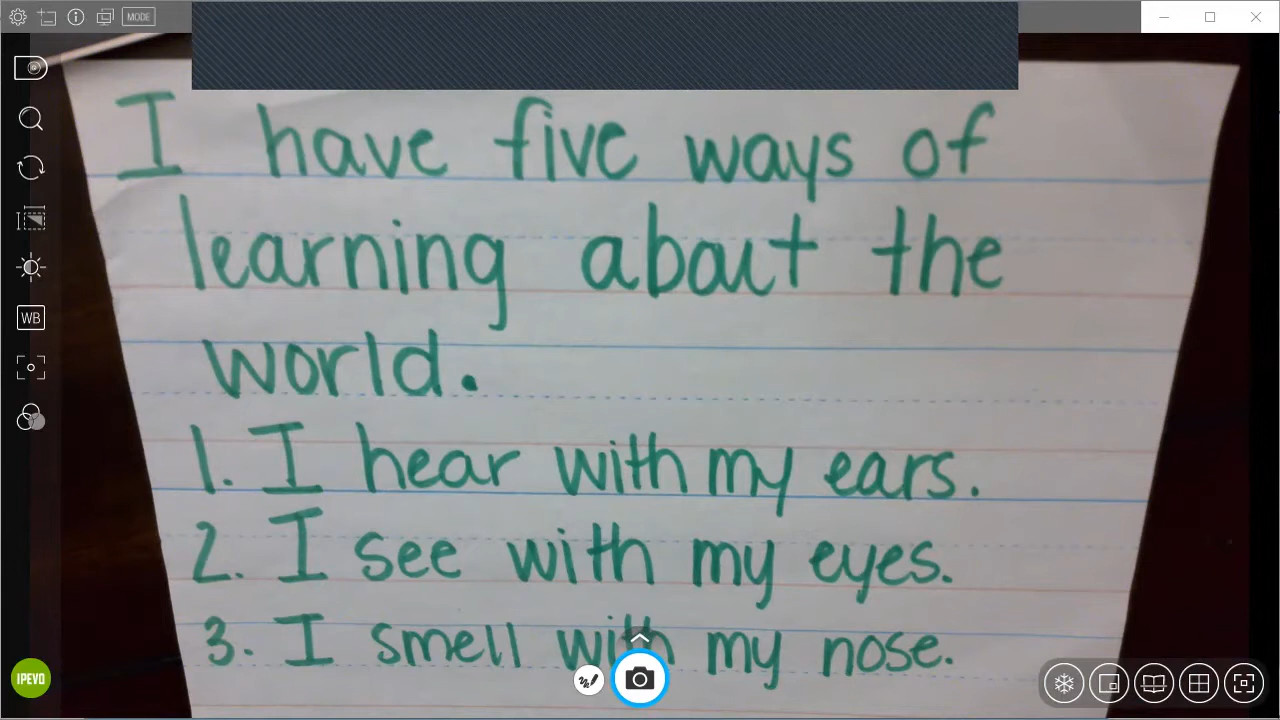 MODE
I have five ways of
learning about the
world.
WB
1. I hear with my ears.
2. I see with my eyes.
3. I smell with my nose.
IPEVO